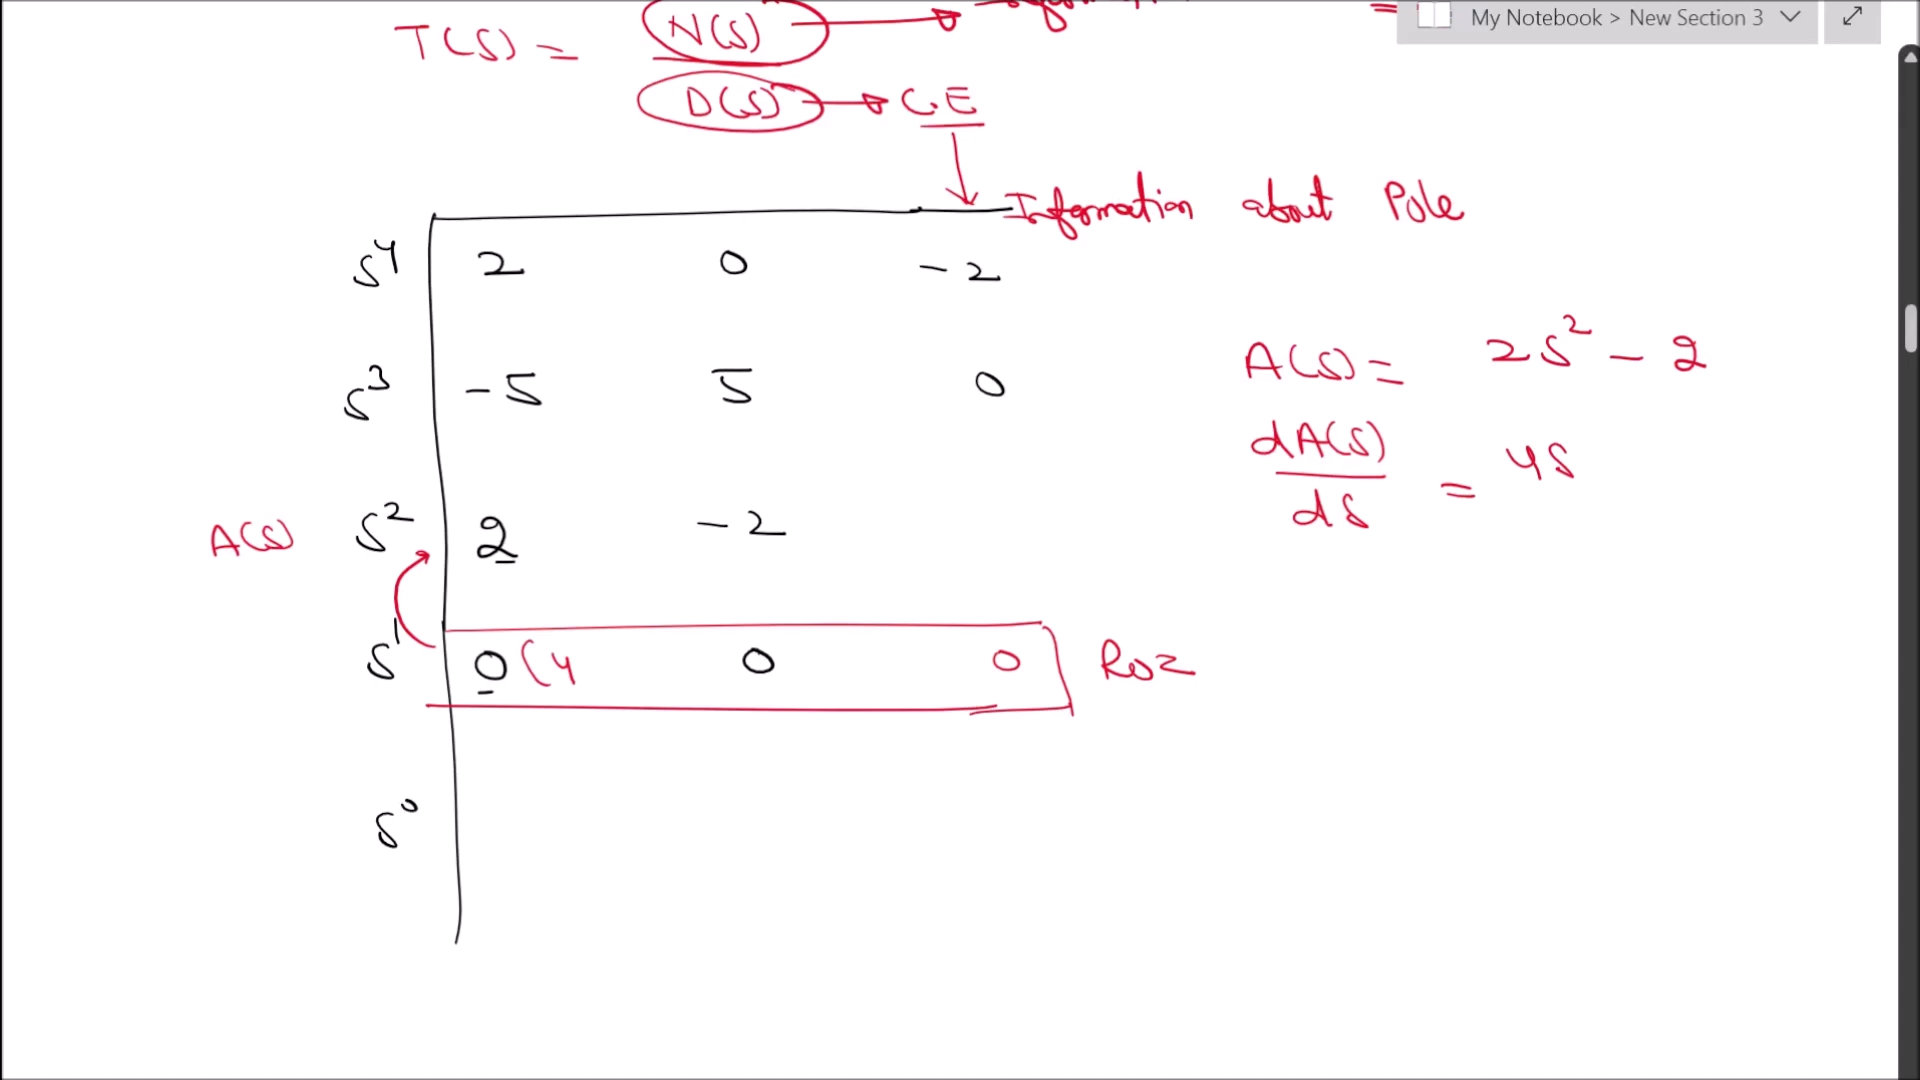 My Notebook > New Section 3
T(S) = N(S)
D(S) → C.E
Information about Pole
S⁴ 2 0 -2
S³ -5 5 0
A(S) = 2S² - 2
dA(S)/dS = 4S
A(S) S² 2 -2
S¹ 0 (4 0 0 ROZ
S⁰